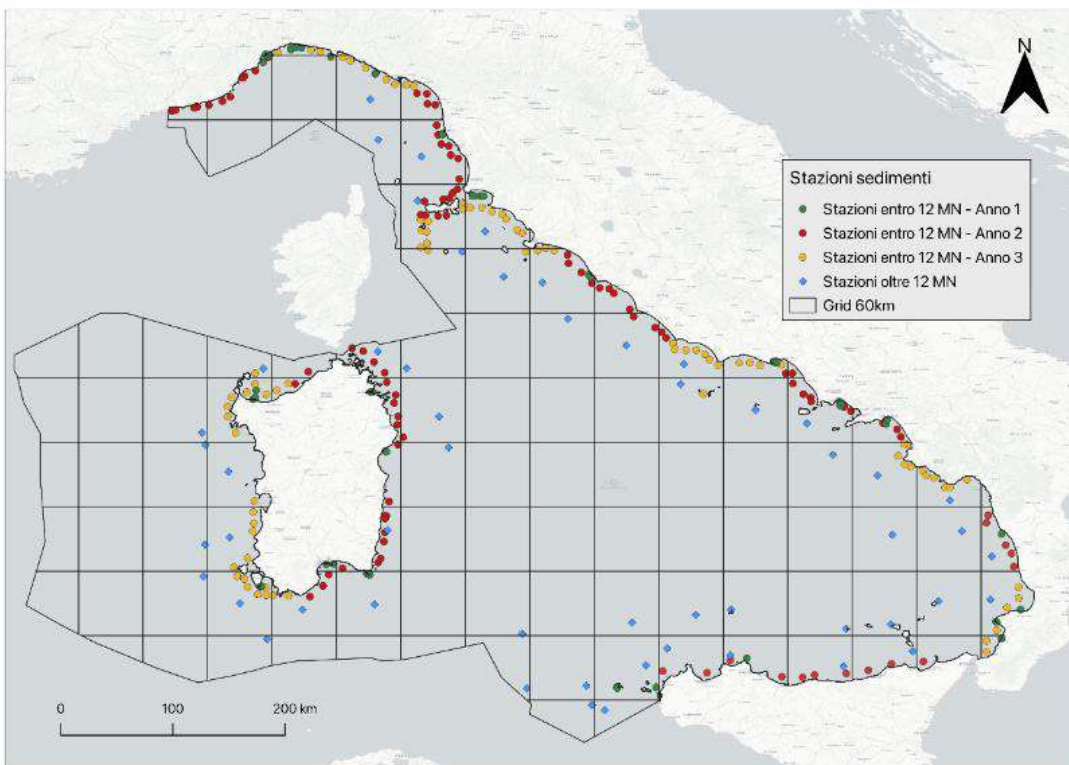 N
Stazioni sedimenti
Stazioni entro 12 MN - Anno 1
Stazioni entro 12 MN - Anno 2
Stazioni entro 12 MN - Anno 3
Stazioni oltre 12 MN
Grid 60km
0 100 200 km